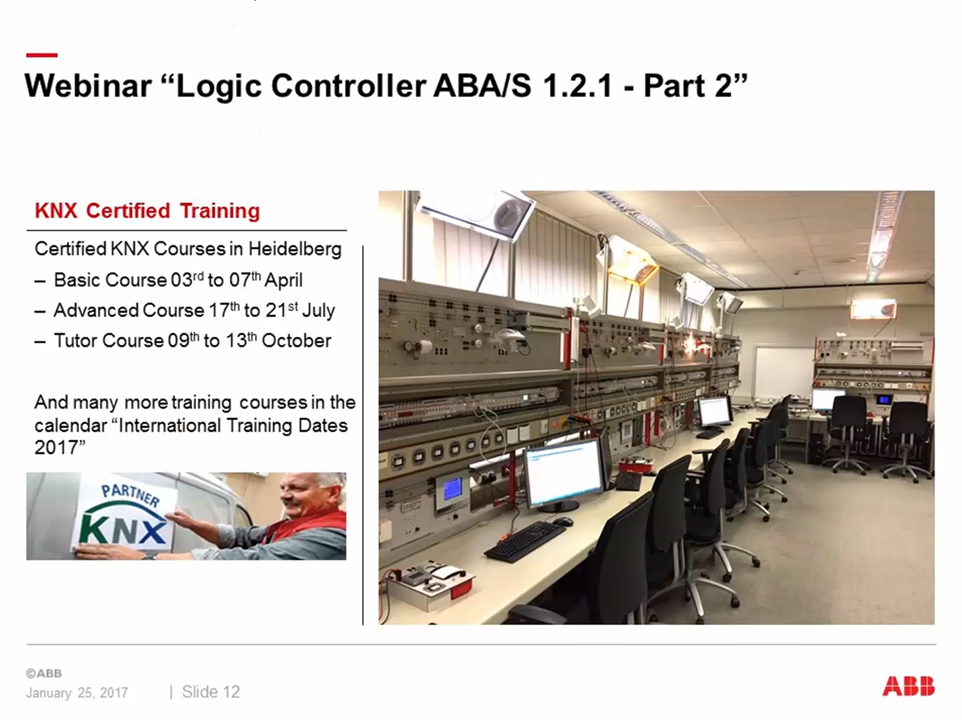 Webinar “Logic Controller ABA/S 1.2.1 - Part 2”
KNX Certified Training
Certified KNX Courses in Heidelberg
– Basic Course 03rd to 07th April
– Advanced Course 17th to 21st July
– Tutor Course 09th to 13th October
And many more training courses in the
calendar “International Training Dates
2017”
PARTNER
KNX
©ABB
January 25, 2017 | Slide 12
ABB